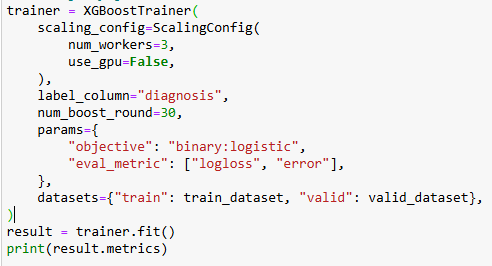 trainer = XGBoostTrainer(
    scaling_config=ScalingConfig(
        num_workers=3,
        use_gpu=False,
    ),
    label_column="diagnosis",
    num_boost_round=30,
    params={
        "objective": "binary:logistic",
        "eval_metric": ["logloss", "error"],
    },
    datasets={"train": train_dataset, "valid": valid_dataset},
)
result = trainer.fit()
print(result.metrics)